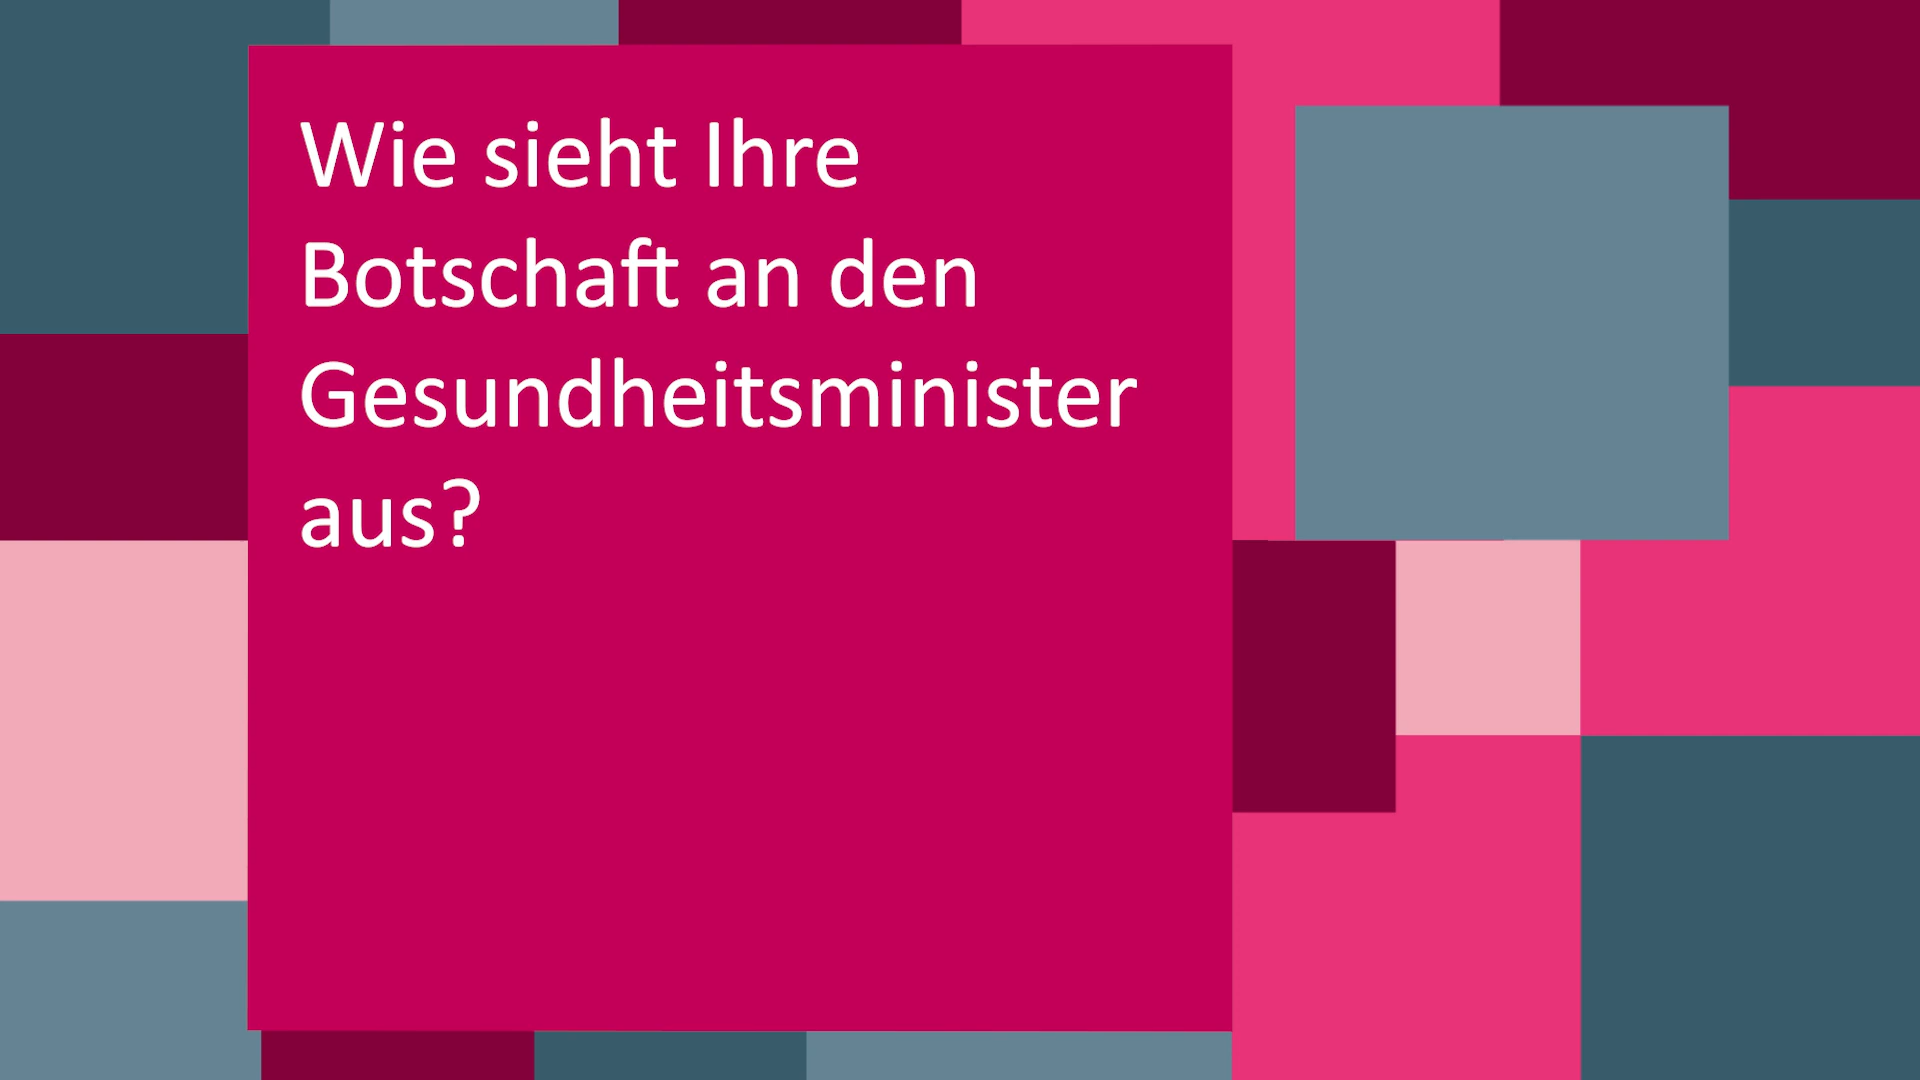 Wie sieht Ihre
Botschaft an den
Gesundheitsminister
aus?